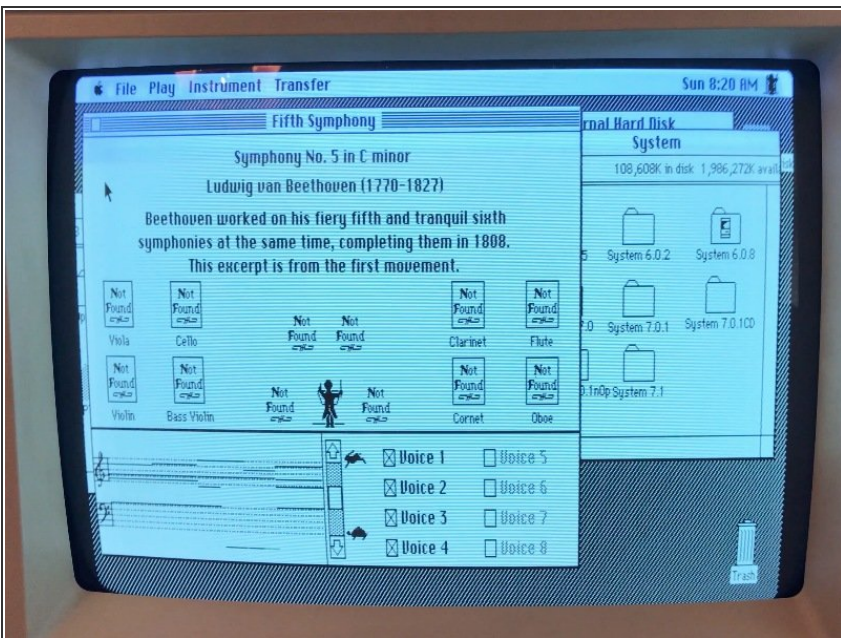 File Play Instrument Transfer
Sun 8:20 AM
Fifth Symphony
Symphony No. 5 in C minor
Ludwig van Beethoven (1770-1827)
Beethoven worked on his fiery fifth and tranquil sixth
symphonies at the same time, completing them in 1808.
This excerpt is from the first movement.
Not Found
Viola
Not Found
Cello
Not Found
Not Found
Not Found
Clarinet
Not Found
Flute
Not Found
Violin
Not Found
Bass Violin
Not Found
Not Found
Not Found
Cornet
Not Found
Oboe
Voice 1
Voice 5
Voice 2
Voice 6
Voice 3
Voice 7
Voice 4
Voice 8
Hard Disk
System
108,608K in disk 1,986,272K
System 6.0.2
System 6.0.8
System 7.0.1
System 7.0.1CD
System 7.1
Trash